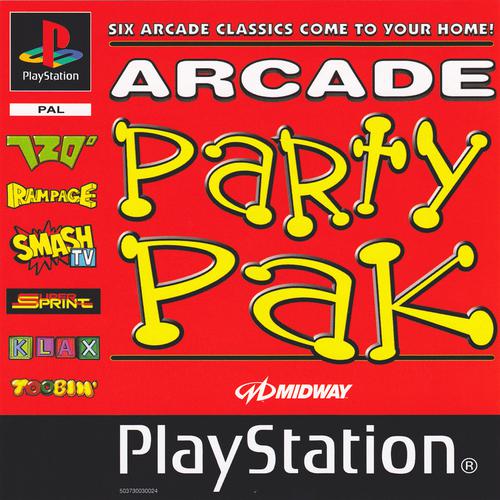 SIX ARCADE CLASSICS COME TO YOUR HOME!
PlayStation
PAL
ARCADE
PARTY
PAK
720°
RAMPAGE
SMASH
TV
SUPER
SPRINT
KLAX
TOOBIN'
MIDWAY
PlayStation®
503730030024